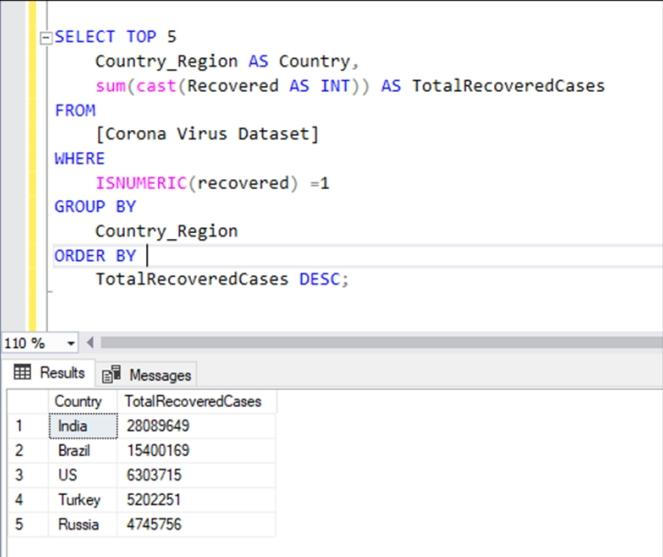 SELECT TOP 5
Country_Region AS Country,
sum(cast(Recovered AS INT)) AS TotalRecoveredCases
FROM
[Corona Virus Dataset]
WHERE
ISNUMERIC(recovered) =1
GROUP BY
Country_Region
ORDER BY
TotalRecoveredCases DESC;
110 %
Results Messages
Country TotalRecoveredCases
1 India 28089649
2 Brazil 15400169
3 US 6303715
4 Turkey 5202251
5 Russia 4745756